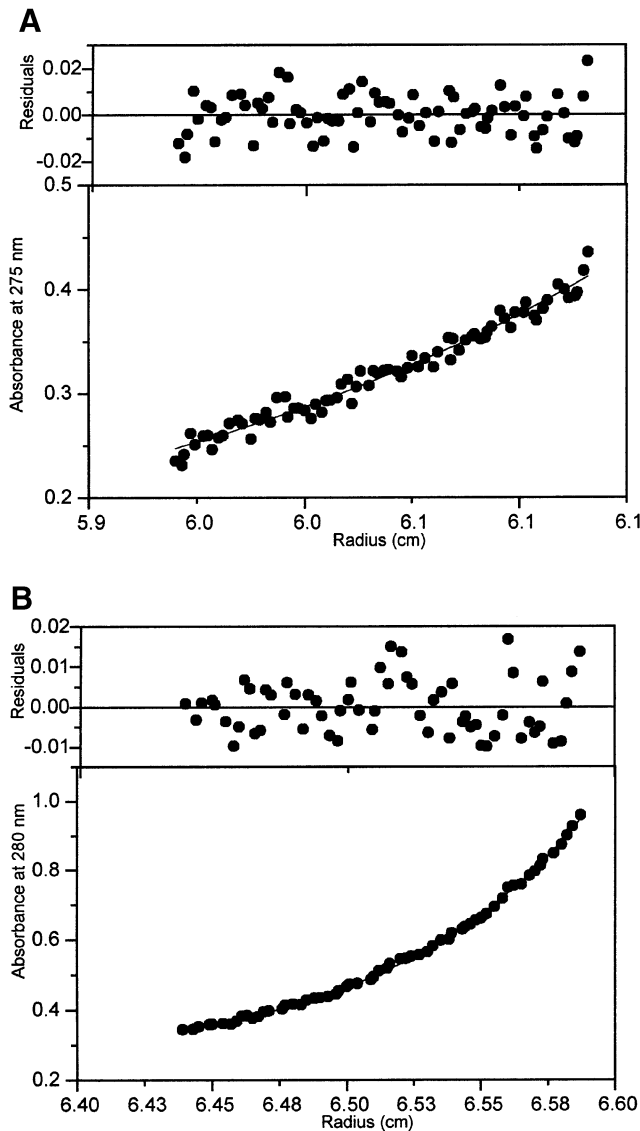 A
Residuals
0.02
0.00
-0.02
Absorbance at 275 nm
0.5
0.4
0.3
0.2
5.9 6.0 6.0 6.1 6.1 6.1
Radius (cm)
B
Residuals
0.02
0.01
0.00
-0.01
Absorbance at 280 nm
1.0
0.8
0.6
0.4
0.2
6.40 6.43 6.45 6.48 6.50 6.53 6.55 6.58 6.60
Radius (cm)